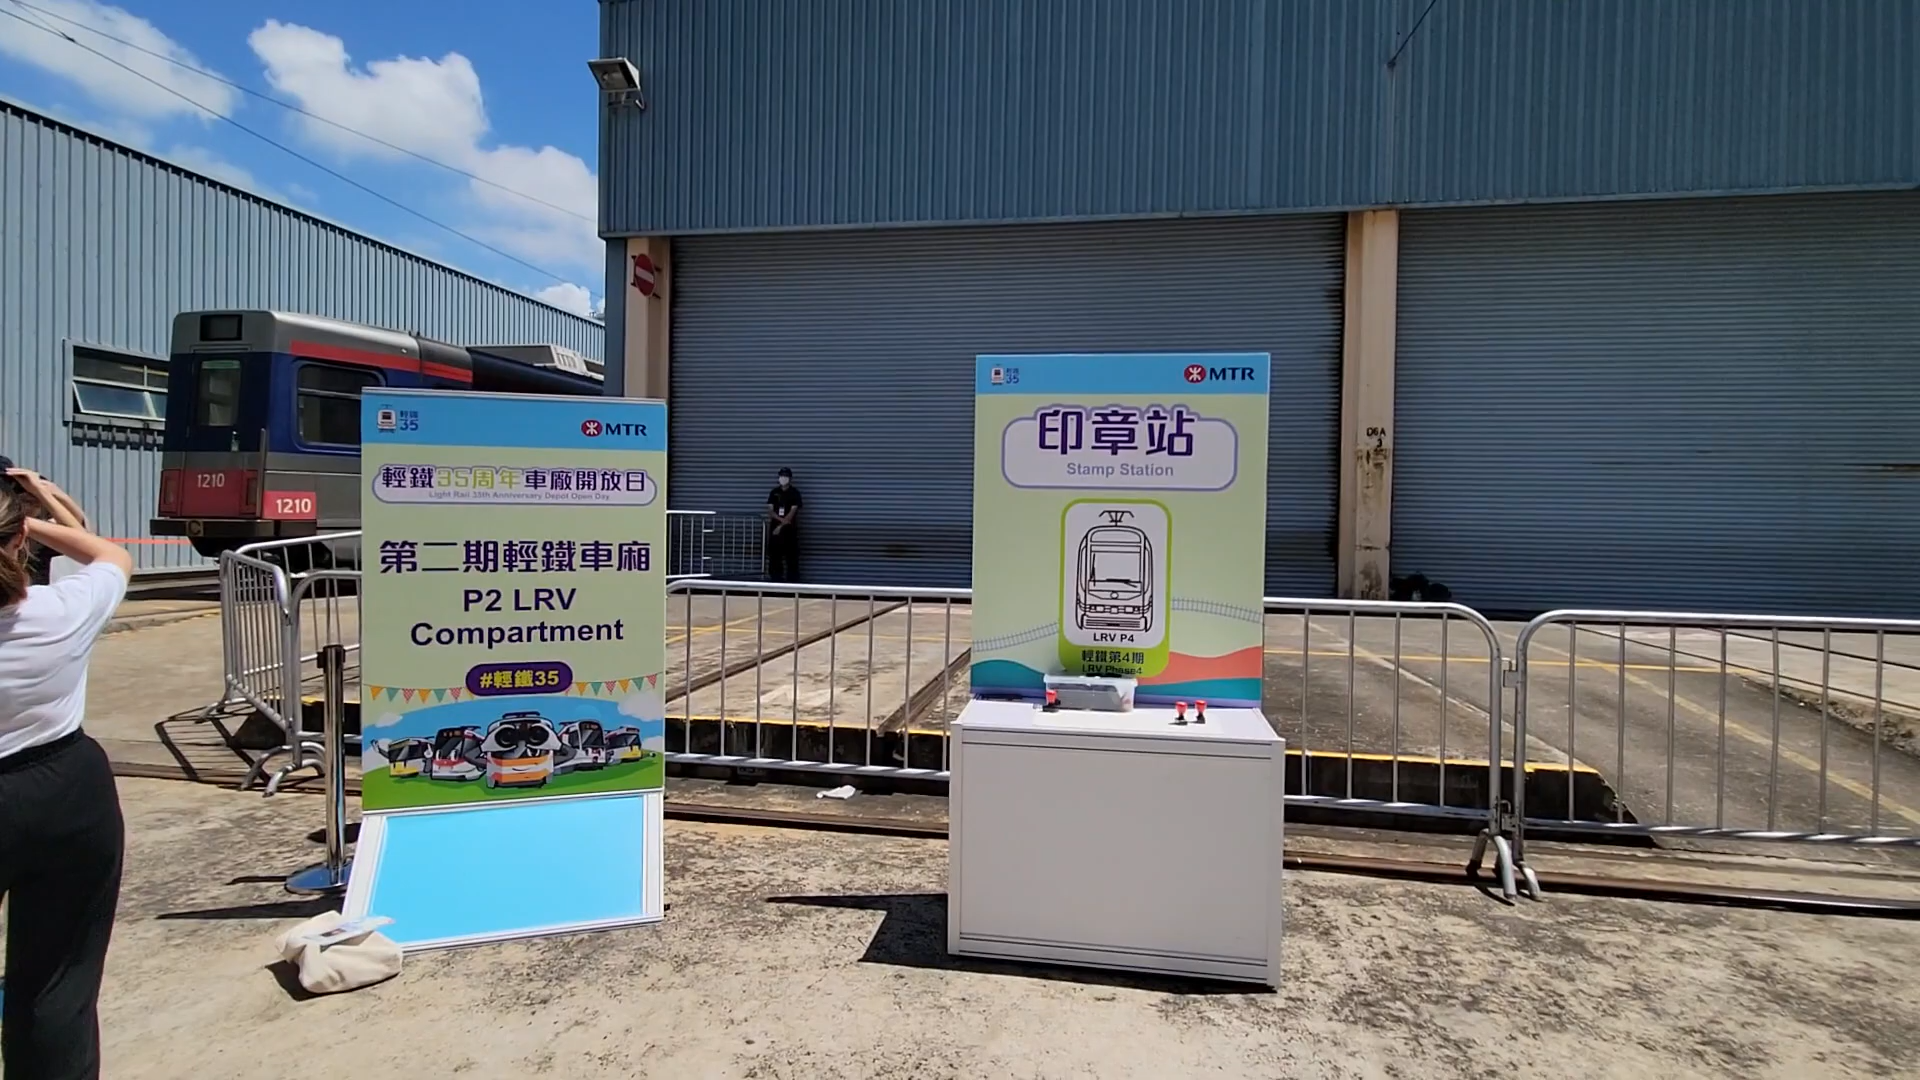 1210
1210
輕鐵
35
MTR
輕鐵35周年車廠開放日
Light Rail 35th Anniversary Depot Open Day
第二期輕鐵車廂
P2 LRV
Compartment
#輕鐵35
輕鐵
35
MTR
印章站
Stamp Station
LRV P4
輕鐵第4期
LRV Phase4